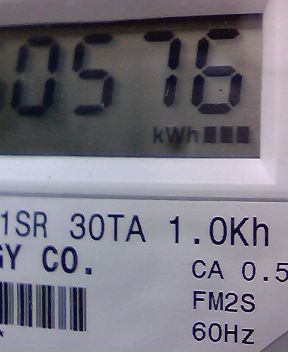 0576
kWh
1SR 30TA 1.0Kh
GY CO.
CA 0.5
FM2S
60Hz